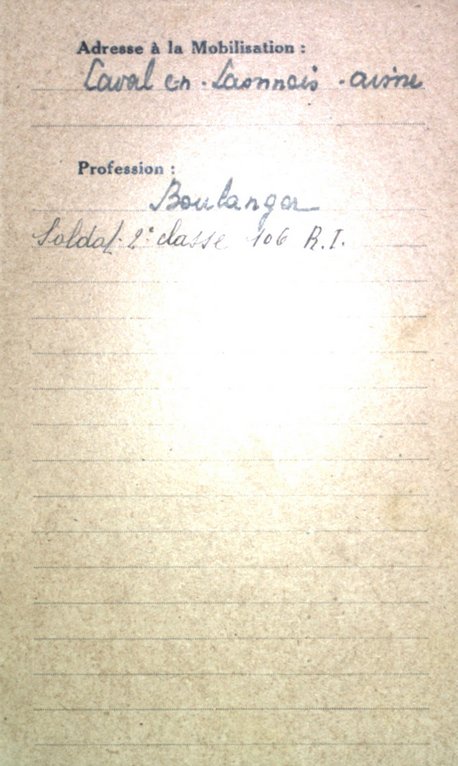 Adresse à la Mobilisation :
Laval en - Laonnois - aisne
Profession :
Boulanger
Soldat 2e classe 106 R.I.